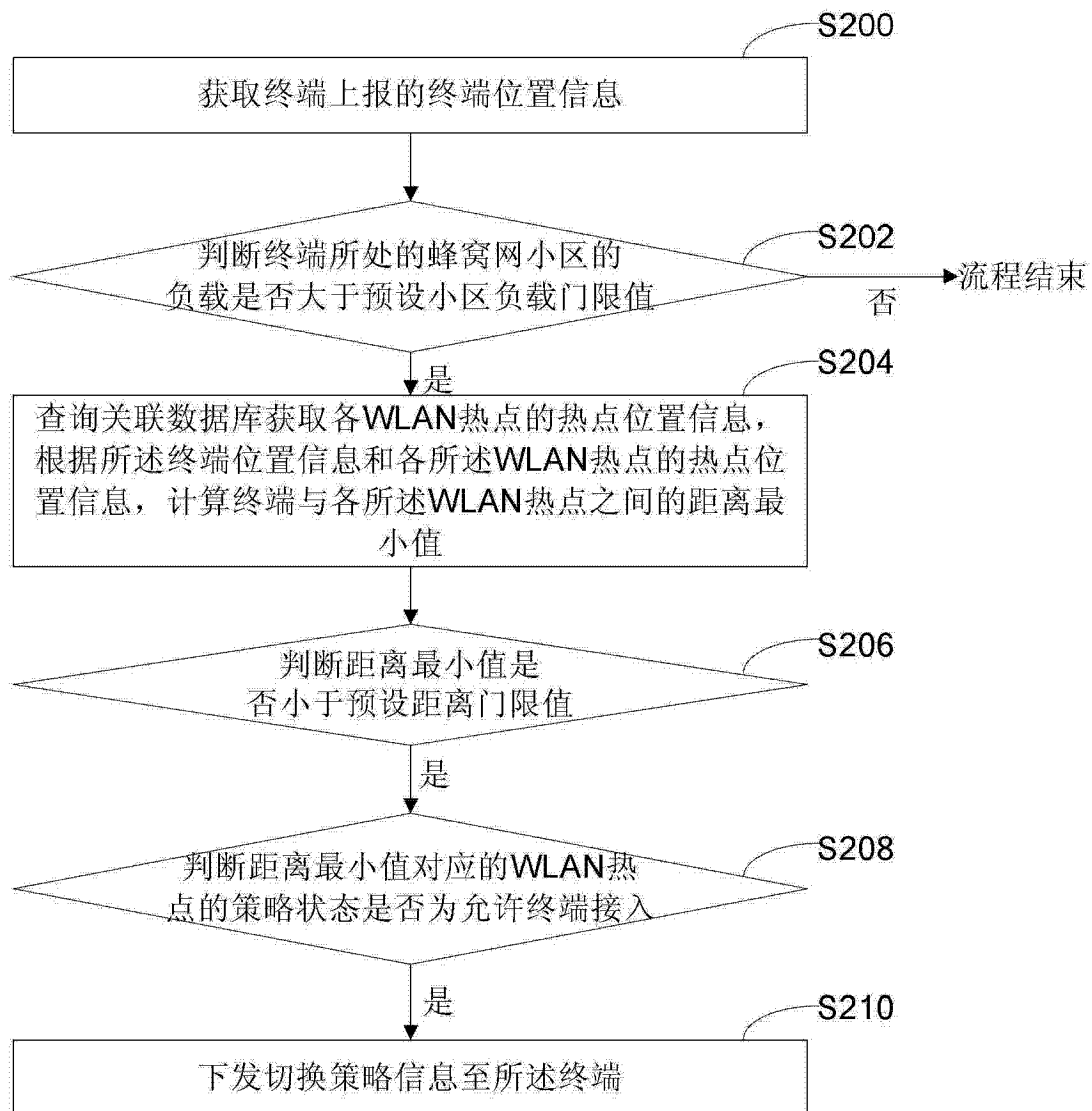 S200
获取终端上报的终端位置信息
S202
判断终端所处的蜂窝网小区的
负载是否大于预设小区负载门限值
流程结束
否
是
S204
查询关联数据库获取各WLAN热点的热点位置信息，
根据所述终端位置信息和各所述WLAN热点的热点位
置信息，计算终端与各所述WLAN热点之间的距离最
小值
S206
判断距离最小值是
否小于预设距离门限值
是
S208
判断距离最小值对应的WLAN热
点的策略状态是否为允许终端接入
是
S210
下发切换策略信息至所述终端